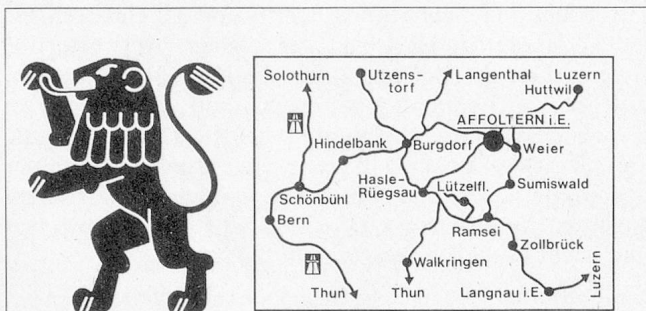 Solothurn
Utzens-
torf
Langenthal
Luzern
Huttwil
AFFOLTERN i.E.
Hindelbank
Burgdorf
Weier
Hasle-
Rüegsau
Lützelfl.
Sumiswald
Schönbühl
Bern
Ramsei
Zollbrück
Walkringen
Thun
Thun
Langnau i.E.
Luzern